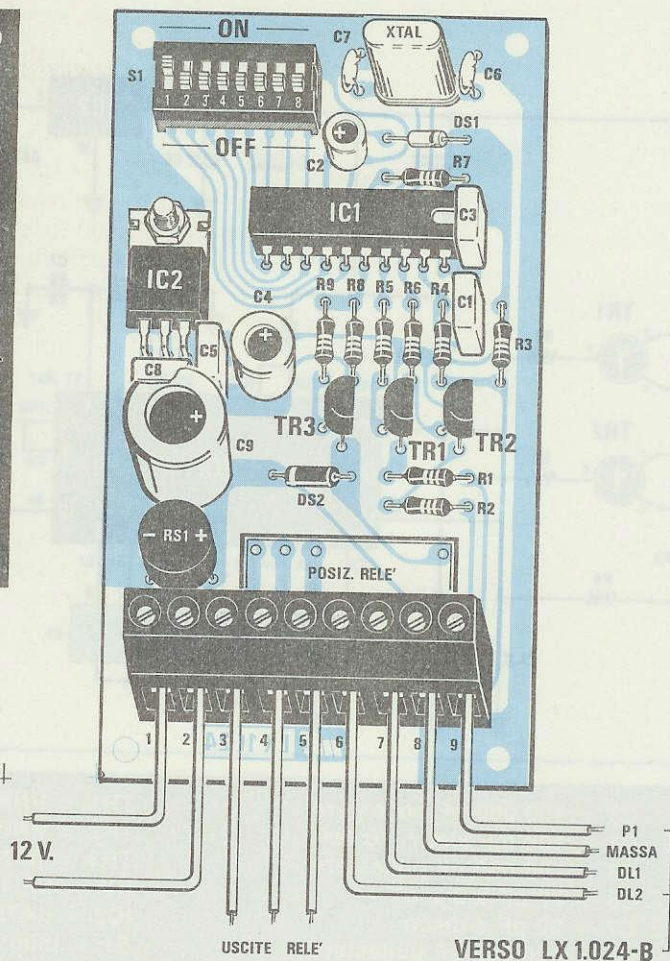 ON
C7
XTAL
C6
S1
1 2 3 4 5 6 7 8
OFF
C2
DS1
R7
IC1
C3
IC2
C4
R9 R8 R5 R6 R4
C1
R3
C5
C8
C9
TR3
TR1
TR2
R1
R2
DS2
- RS1 +
POSIZ. RELE'
1 2 3 4 5 6 7 8 9
12 V.
P1
MASSA
DL1
DL2
USCITE RELE'
VERSO LX1.024-B